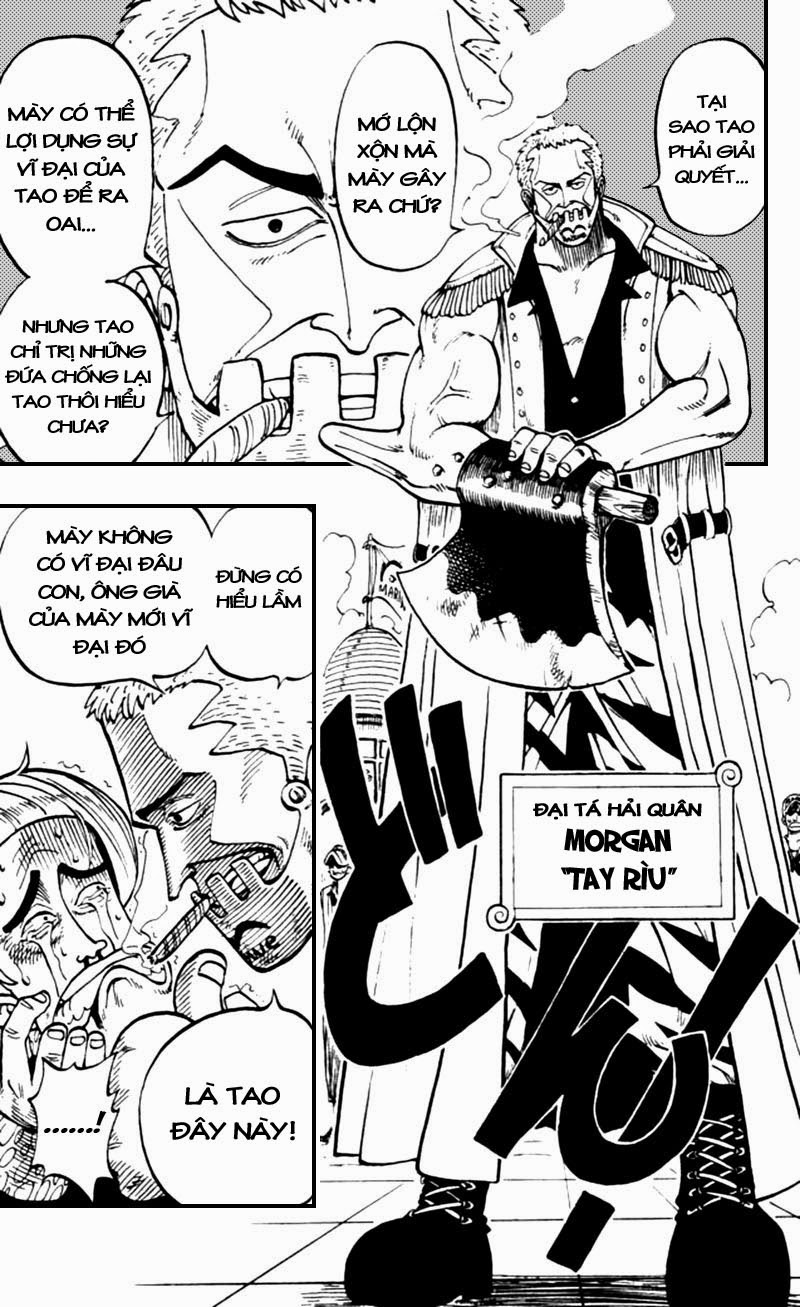 TẠI
SAO TAO
PHẢI GIẢI
QUYẾT...
MỚ LỘN
XỘN MÀ
MÀY GÂY
RA CHỨ?
MÀY CÓ THỂ
LỢI DỤNG SỰ
VĨ ĐẠI CỦA
TAO ĐỂ RA
OAI...
NHƯNG TAO
CHỈ TRỊ NHỮNG
ĐỨA CHỐNG LẠI
TAO THÔI HIỂU
CHƯA?
ĐẠI TÁ HẢI QUÂN
MORGAN
"TAY RÌU"
ドン!
ĐỪNG CÓ
HIỂU LẦM
MÀY KHÔNG
CÓ VĨ ĐẠI ĐÂU
CON, ÔNG GIÀ
CỦA MÀY MỚI VĨ
ĐẠI ĐÓ
LÀ TAO
ĐÂY NÀY!
.......!